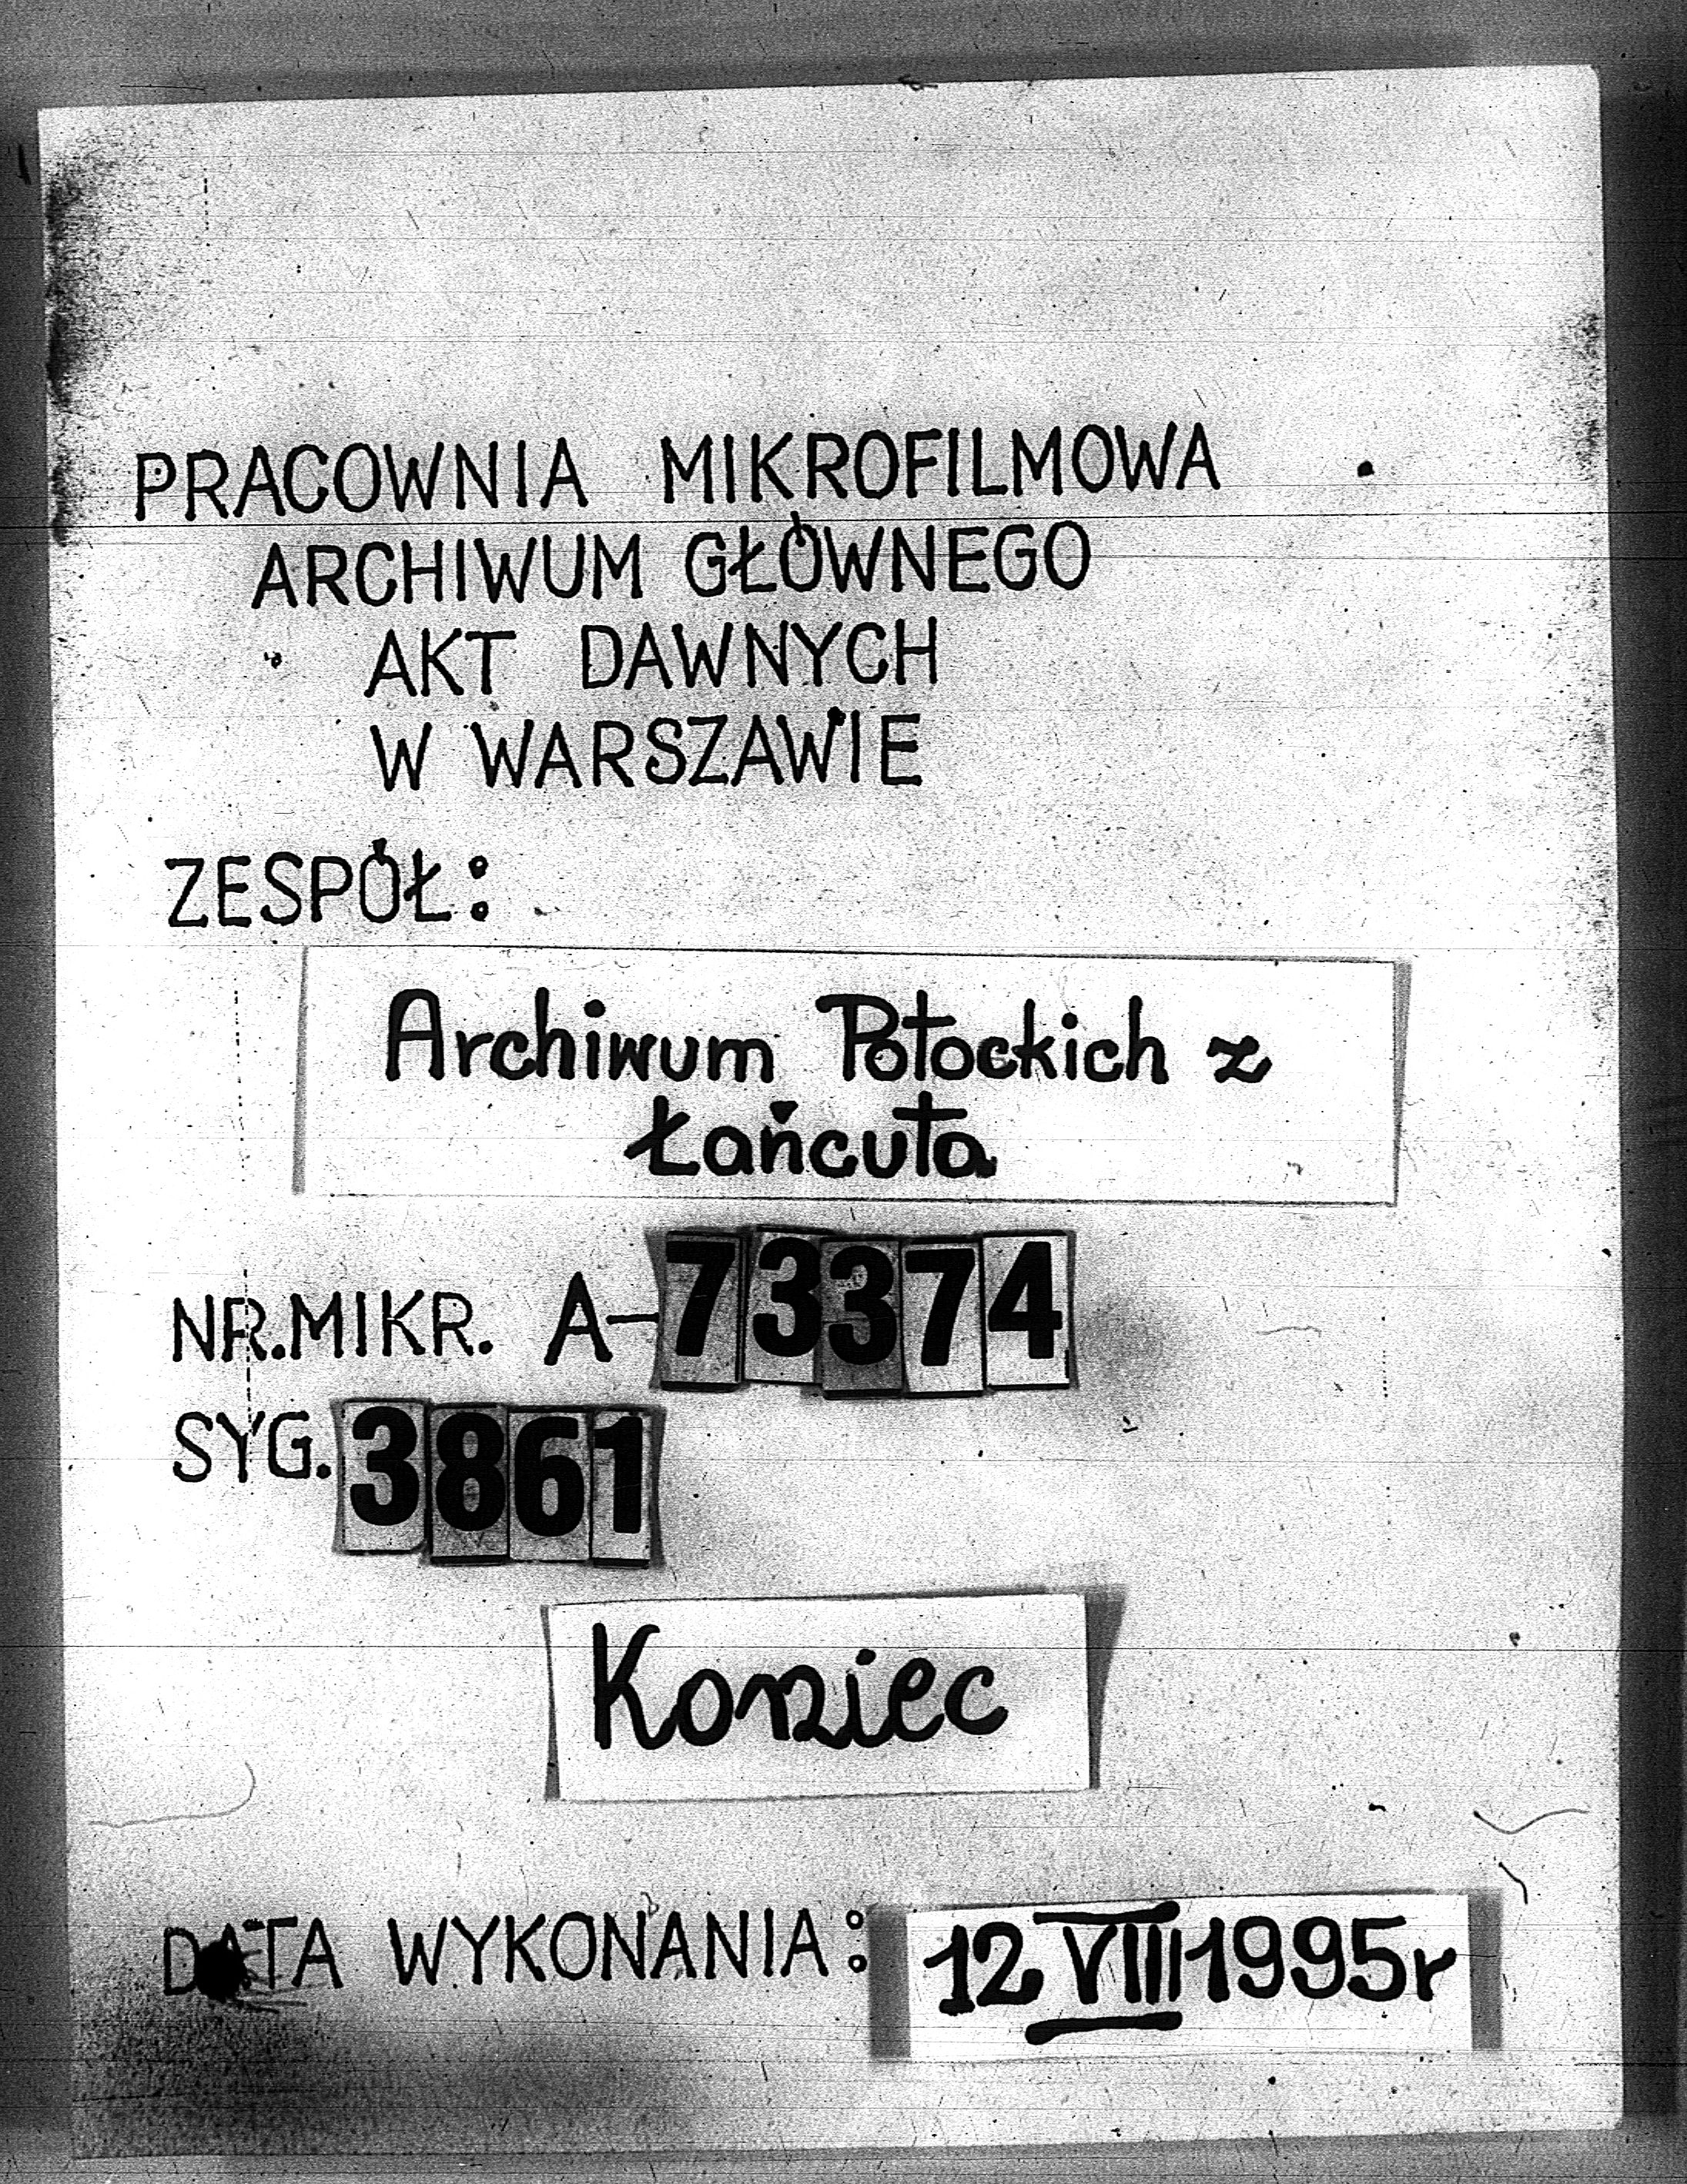 PRACOWNIA MIKROFILMOWA
ARCHIWUM GŁÓWNEGO
AKT DAWNYCH
W WARSZAWIE
ZESPÓŁ:
Archiwum Potockich z
Łańcuta
NR.MIKR. A-73374
SYG. 3861
Koniec
DATA WYKONANIA: 12 VIII 1995r